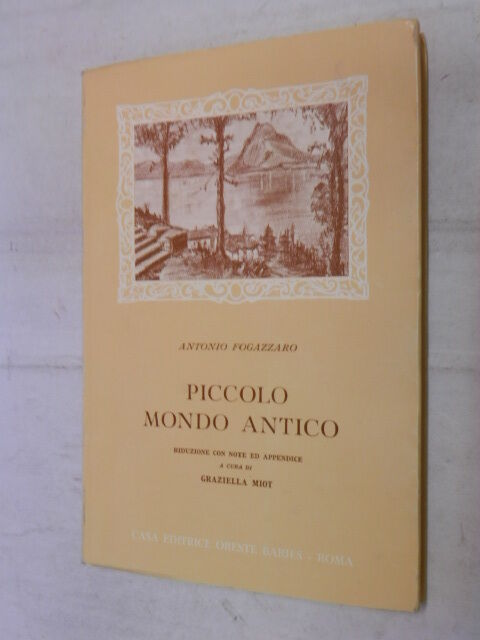 ANTONIO FOGAZZARO
PICCOLO
MONDO ANTICO
RIDUZIONE CON NOTE ED APPENDICE
A CURA DI
GRAZIELLA MIOT
CASA EDITRICE ORESTE BARJES - ROMA